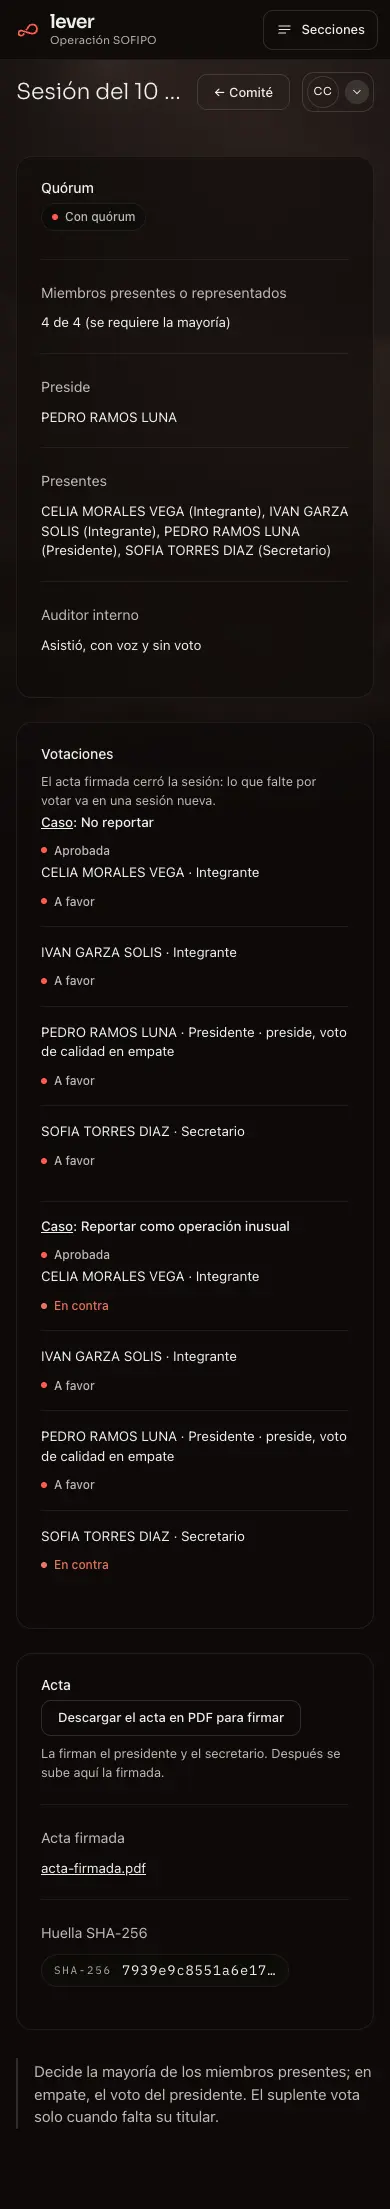 lever
Operación SOFIPO
Secciones
Sesión del 10 ...
← Comité
CC
Quórum
Con quórum
Miembros presentes o representados
4 de 4 (se requiere la mayoría)
Preside
PEDRO RAMOS LUNA
Presentes
CELIA MORALES VEGA (Integrante), IVAN GARZA
SOLIS (Integrante), PEDRO RAMOS LUNA
(Presidente), SOFIA TORRES DIAZ (Secretario)
Auditor interno
Asistió, con voz y sin voto
Votaciones
El acta firmada cerró la sesión: lo que falte por
votar va en una sesión nueva.
Caso: No reportar
Aprobada
CELIA MORALES VEGA · Integrante
A favor
IVAN GARZA SOLIS · Integrante
A favor
PEDRO RAMOS LUNA · Presidente · preside, voto
de calidad en empate
A favor
SOFIA TORRES DIAZ · Secretario
A favor
Caso: Reportar como operación inusual
Aprobada
CELIA MORALES VEGA · Integrante
En contra
IVAN GARZA SOLIS · Integrante
A favor
PEDRO RAMOS LUNA · Presidente · preside, voto
de calidad en empate
A favor
SOFIA TORRES DIAZ · Secretario
En contra
Acta
Descargar el acta en PDF para firmar
La firman el presidente y el secretario. Después se
sube aquí la firmada.
Acta firmada
acta-firmada.pdf
Huella SHA-256
SHA-256 7939e9c8551a6e17…
Decide la mayoría de los miembros presentes; en
empate, el voto del presidente. El suplente vota
solo cuando falta su titular.